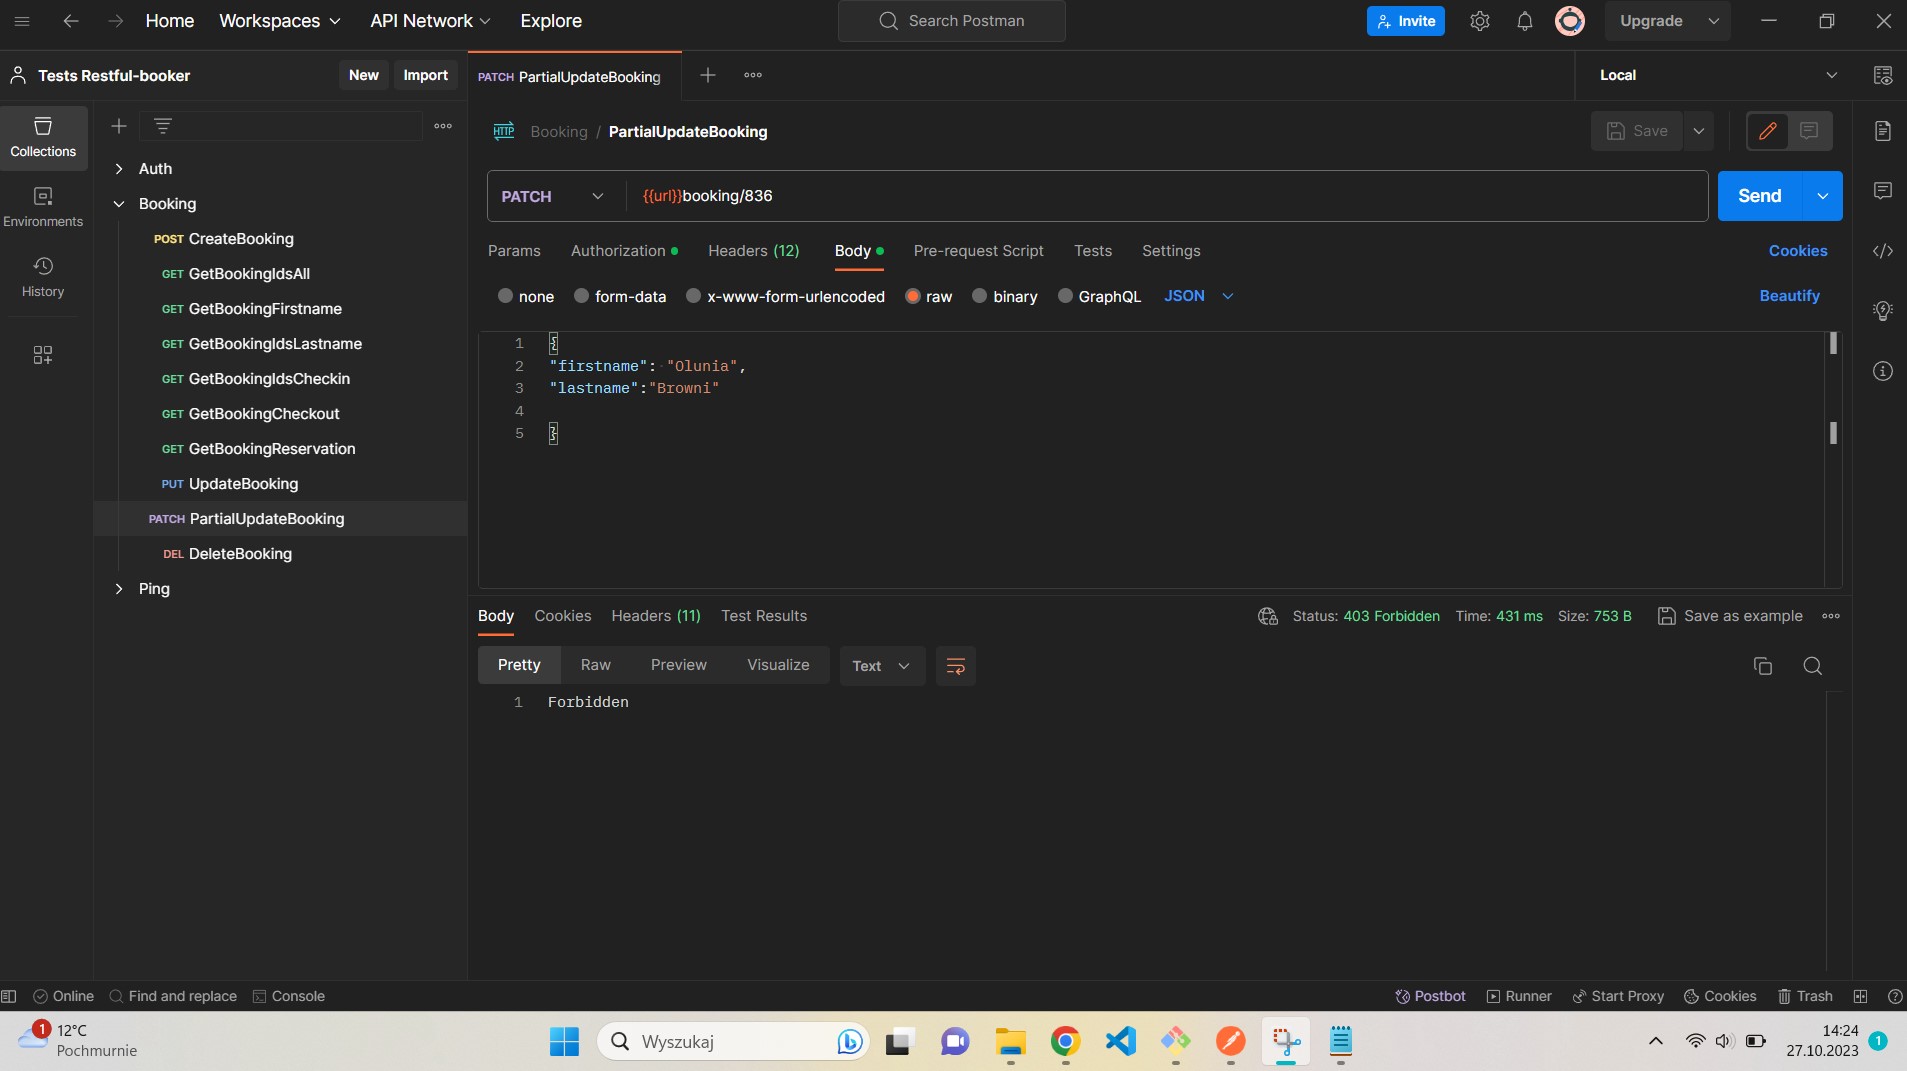 Home Workspaces API Network Explore Search Postman Invite Upgrade
Tests Restful-booker New Import PATCH PartialUpdateBooking Local
HTTP Booking / PartialUpdateBooking Save
Collections
Environments
History
Auth
Booking
POST CreateBooking
GET GetBookingIdsAll
GET GetBookingFirstname
GET GetBookingIdsLastname
GET GetBookingIdsCheckin
GET GetBookingCheckout
GET GetBookingReservation
PUT UpdateBooking
PATCH PartialUpdateBooking
DEL DeleteBooking
Ping
PATCH {{url}}booking/836 Send
Params Authorization Headers (12) Body Pre-request Script Tests Settings Cookies
none form-data x-www-form-urlencoded raw binary GraphQL JSON Beautify
1 {
2 "firstname": "Olunia",
3 "lastname":"Browni"
4
5 }
Body Cookies Headers (11) Test Results Status: 403 Forbidden Time: 431 ms Size: 753 B Save as example
Pretty Raw Preview Visualize Text
1 Forbidden
Online Find and replace Console Postbot Runner Start Proxy Cookies Trash
1 12°C
Pochmurnie
Wyszukaj
14:24
27.10.2023 1